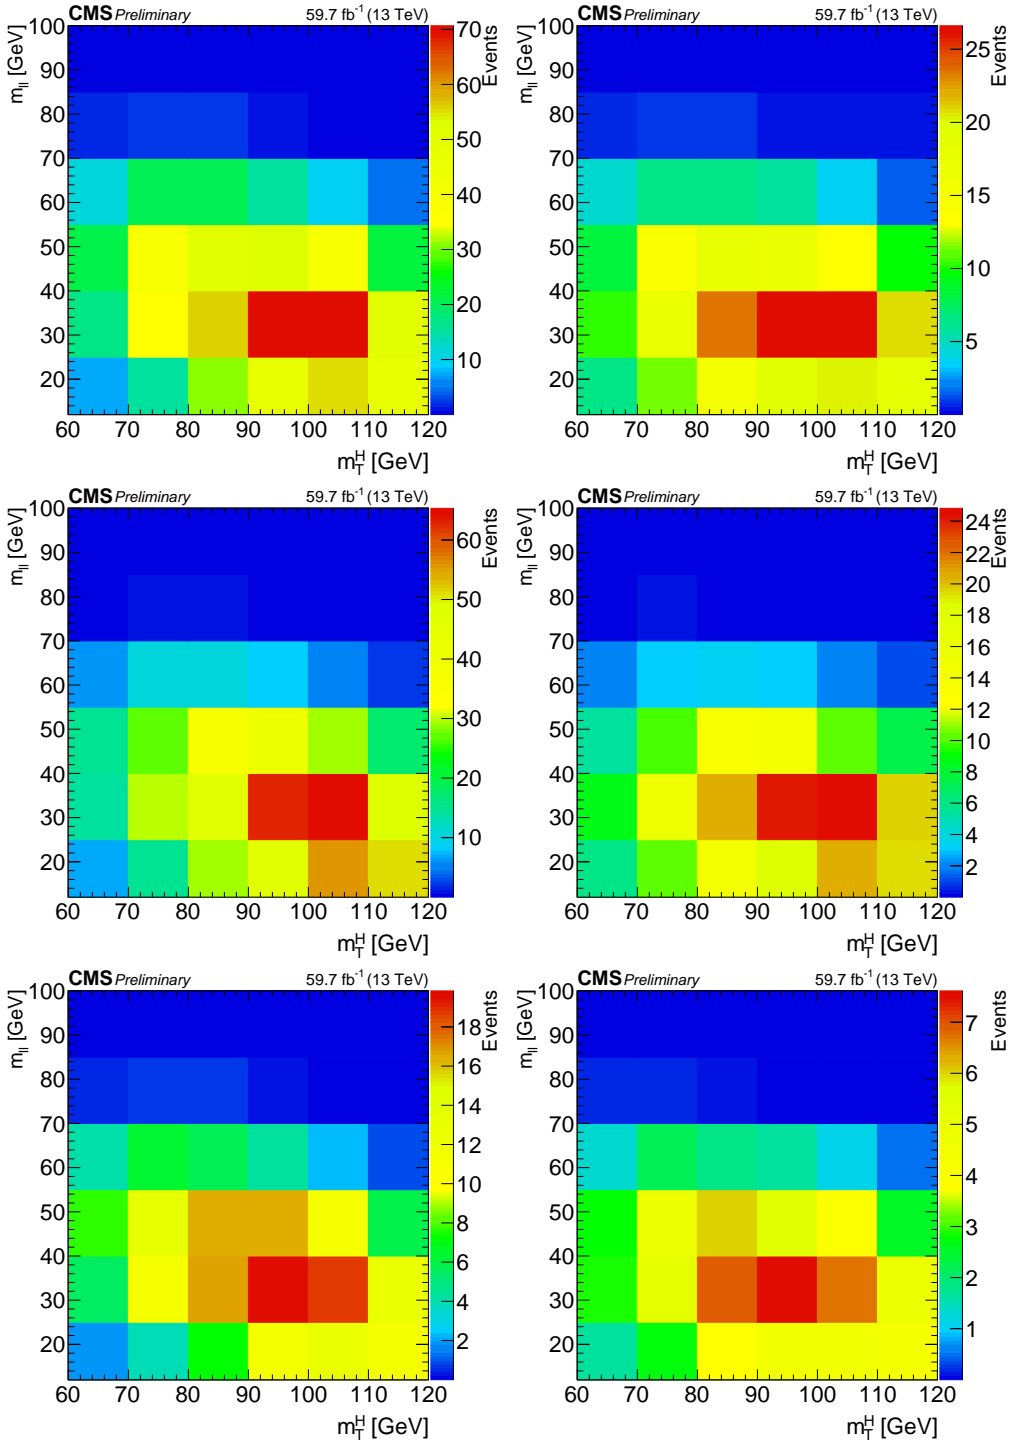 CMS Preliminary 59.7 fb⁻¹ (13 TeV) CMS Preliminary 59.7 fb⁻¹ (13 TeV)
m_ll [GeV] 100 90 80 70 60 50 40 30 20
60 70 80 90 100 110 120
m_T^H [GeV]
70 60 50 40 30 20 10
Events
m_ll [GeV] 100 90 80 70 60 50 40 30 20
60 70 80 90 100 110 120
m_T^H [GeV]
25 20 15 10 5
Events
CMS Preliminary 59.7 fb⁻¹ (13 TeV) CMS Preliminary 59.7 fb⁻¹ (13 TeV)
m_ll [GeV] 100 90 80 70 60 50 40 30 20
60 70 80 90 100 110 120
m_T^H [GeV]
60 50 40 30 20 10
Events
m_ll [GeV] 100 90 80 70 60 50 40 30 20
60 70 80 90 100 110 120
m_T^H [GeV]
24 22 20 18 16 14 12 10 8 6 4 2
Events
CMS Preliminary 59.7 fb⁻¹ (13 TeV) CMS Preliminary 59.7 fb⁻¹ (13 TeV)
m_ll [GeV] 100 90 80 70 60 50 40 30 20
60 70 80 90 100 110 120
m_T^H [GeV]
18 16 14 12 10 8 6 4 2
Events
m_ll [GeV] 100 90 80 70 60 50 40 30 20
60 70 80 90 100 110 120
m_T^H [GeV]
7 6 5 4 3 2 1
Events